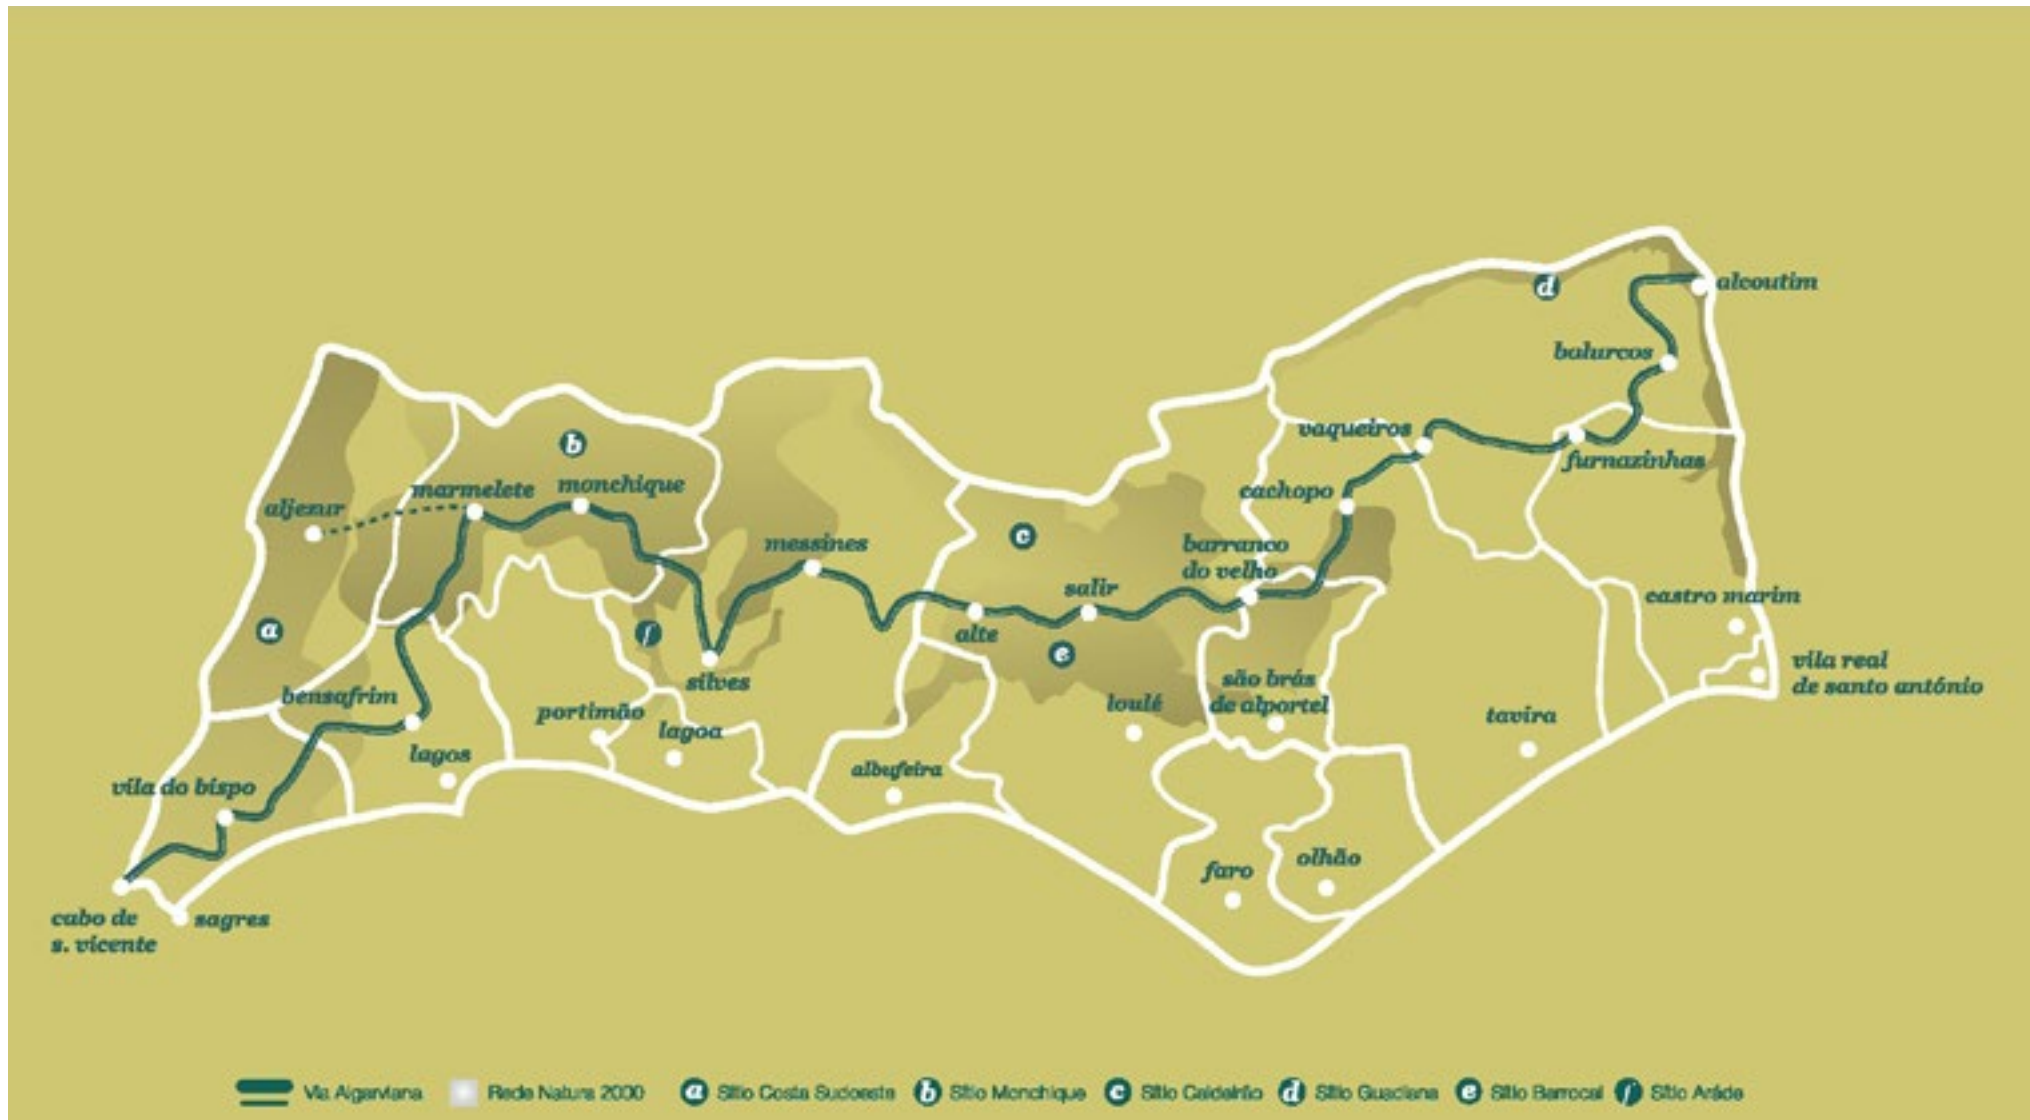 d
alcoutim
balurcos
vaqueiros
b
furnazinhas
marmelete
monchique
cachopo
aljezur
c
messines
barranco
do velho
salir
castro marim
a
f
alte
e
vila real
de santo antónio
silves
são brás
de alportel
bensafrim
loulé
portimão
tavira
lagoa
lagos
albufeira
vila do bispo
olhão
faro
cabo de
s. vicente
sagres
Via Algarviana
Rede Natura 2000
a Sítio Costa Sudoeste
b Sítio Monchique
c Sítio Caldeirão
d Sítio Guadiana
e Sítio Barrocal
f Sítio Aráde